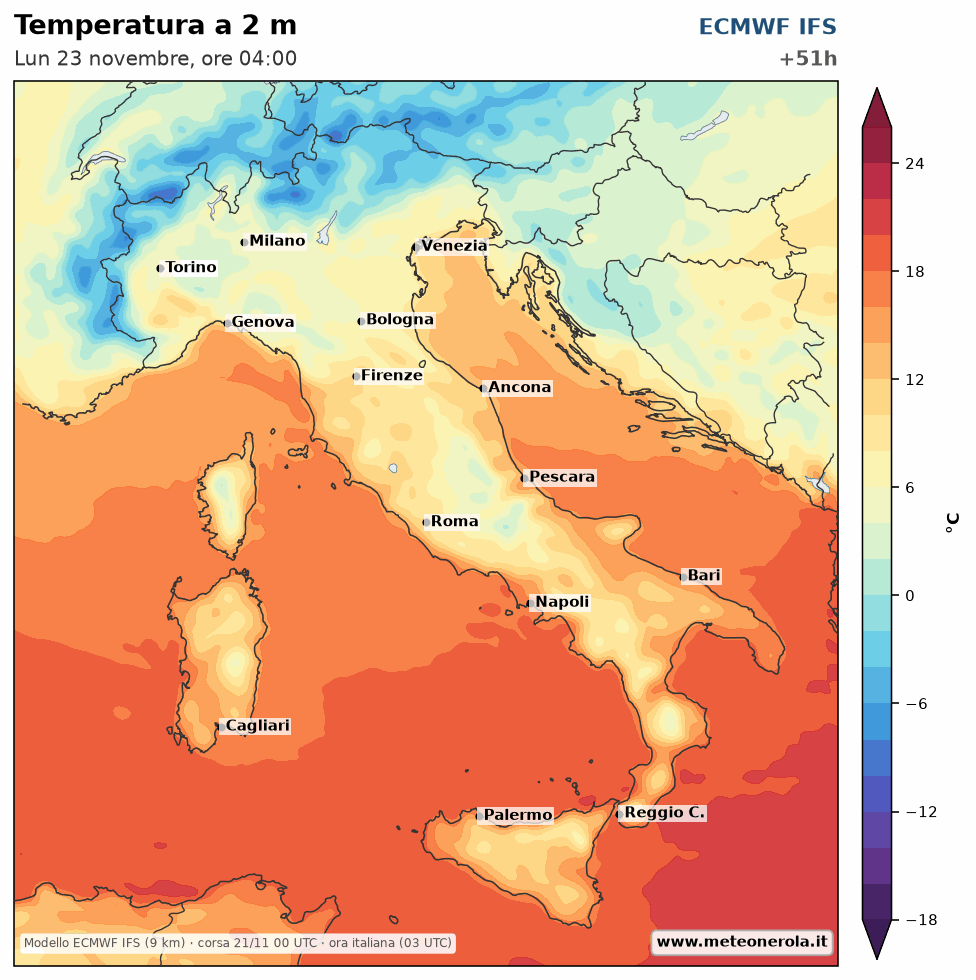 Temperatura a 2 m
ECMWF IFS
Lun 23 novembre, ore 04:00
+51h
Milano
Venezia
Torino
Genova
Bologna
Firenze
Ancona
Pescara
Roma
Bari
Napoli
Cagliari
Palermo
Reggio C.
24
18
12
6
0
−6
−12
−18
°C
Modello ECMWF IFS (9 km) · corsa 21/11 00 UTC · ora italiana (03 UTC)
www.meteonerola.it